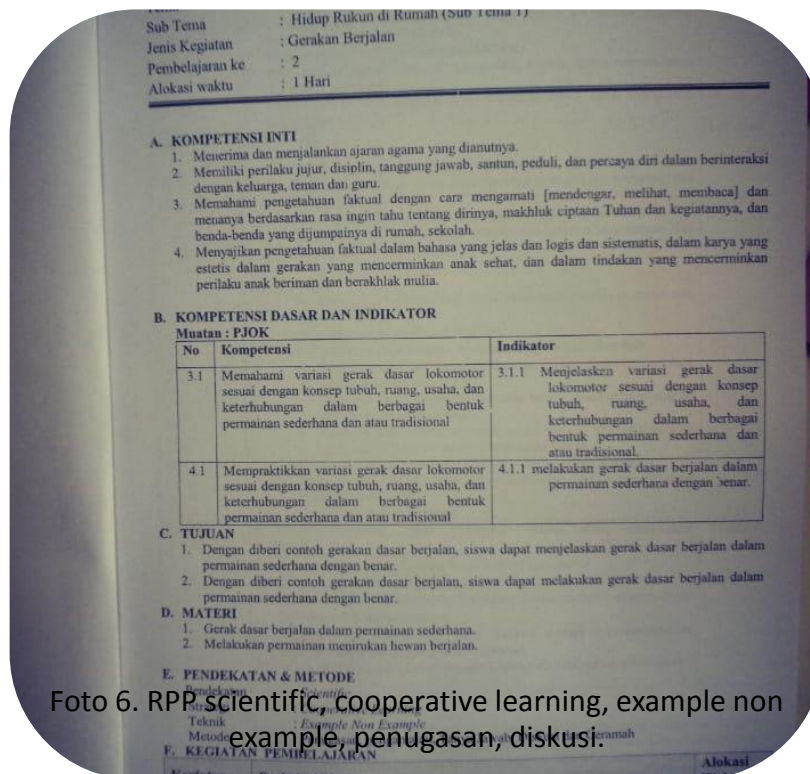 Sub Tema : Hidup Rukun di Rumah (Sub Tema 1)
Jenis Kegiatan : Gerakan Berjalan
Pembelajaran ke : 2
Alokasi waktu : 1 Hari
A. KOMPETENSI INTI
1. Menerima dan menjalankan ajaran agama yang dianutnya.
2. Memiliki perilaku jujur, disiplin, tanggung jawab, santun, peduli, dan percaya diri dalam berinteraksi
dengan keluarga, teman dan guru.
3. Memahami pengetahuan faktual dengan cara mengamati [mendengar, melihat, membaca] dan
menanya berdasarkan rasa ingin tahu tentang dirinya, makhluk ciptaan Tuhan dan kegiatannya, dan
benda-benda yang dijumpainya di rumah, sekolah.
4. Menyajikan pengetahuan faktual dalam bahasa yang jelas dan logis dan sistematis, dalam karya yang
estetis dalam gerakan yang mencerminkan anak sehat, dan dalam tindakan yang mencerminkan
perilaku anak beriman dan berakhlak mulia.
B. KOMPETENSI DASAR DAN INDIKATOR
Muatan : PJOK
No Kompetensi Indikator
3.1 Memahami variasi gerak dasar lokomotor 3.1.1 Menjelaskan variasi gerak dasar
sesuai dengan konsep tubuh, ruang, usaha, dan lokomotor sesuai dengan konsep
keterhubungan dalam berbagai bentuk tubuh, ruang, usaha, dan
permainan sederhana dan atau tradisional keterhubungan dalam berbagai
bentuk permainan sederhana dan
atau tradisional.
4.1 Mempraktikkan variasi gerak dasar lokomotor 4.1.1 melakukan gerak dasar berjalan dalam
sesuai dengan konsep tubuh, ruang, usaha, dan permainan sederhana dengan benar.
keterhubungan dalam berbagai bentuk
permainan sederhana dan atau tradisional
C. TUJUAN
1. Dengan diberi contoh gerakan dasar berjalan, siswa dapat menjelaskan gerak dasar berjalan dalam
permainan sederhana dengan benar.
2. Dengan diberi contoh gerakan dasar berjalan, siswa dapat melakukan gerak dasar berjalan dalam
permainan sederhana dengan benar.
D. MATERI
1. Gerak dasar berjalan dalam permainan sederhana.
2. Melakukan permainan menirukan hewan berjalan.
E. PENDEKATAN & METODE
Pendekatan : Scientific
Foto 6. RPP scientific, cooperative learning, example non
Teknik : Example Non Example
example, penugasan, diskusi.
Metode ceramah
F. KEGIATAN PEMBELAJARAN
Alokasi